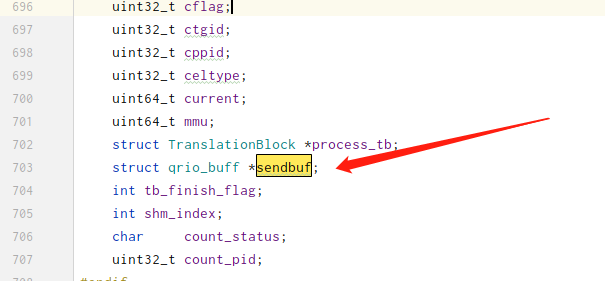 696 uint32_t cflag;
697 uint32_t ctgid;
698 uint32_t cppid;
699 uint32_t celtype;
700 uint64_t current;
701 uint64_t mmu;
702 struct TranslationBlock *process_tb;
703 struct qrio_buff *sendbuf;
704 int tb_finish_flag;
705 int shm_index;
706 char count_status;
707 uint32_t count_pid;
708 #endif